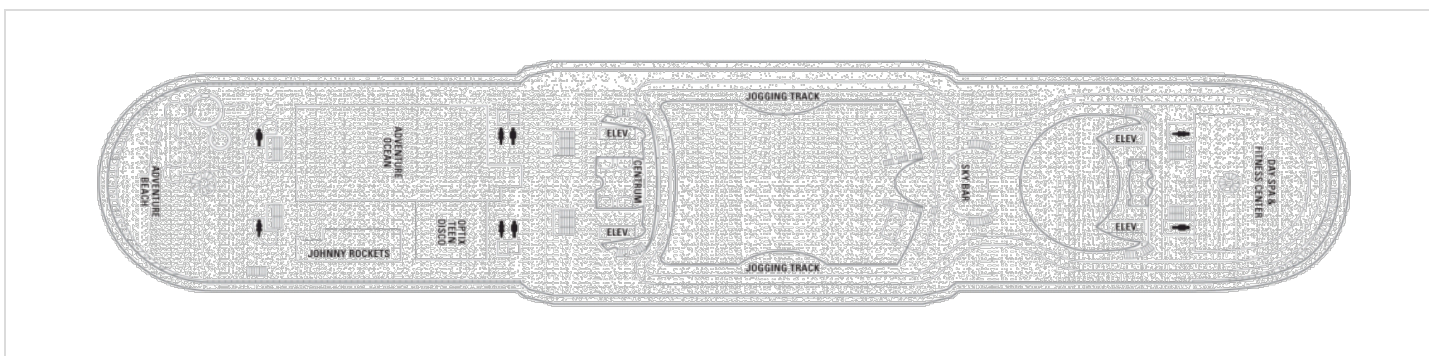 JOGGING TRACK
ELEV.
ELEV.
ADVENTURE
OCEAN
ADVENTURE
BEACH
CENTRUM
SKY BAR
DAY SPA &
FITNESS CENTER
OPTIX
TEEN
DISCO
ELEV.
ELEV.
JOHNNY ROCKETS
JOGGING TRACK